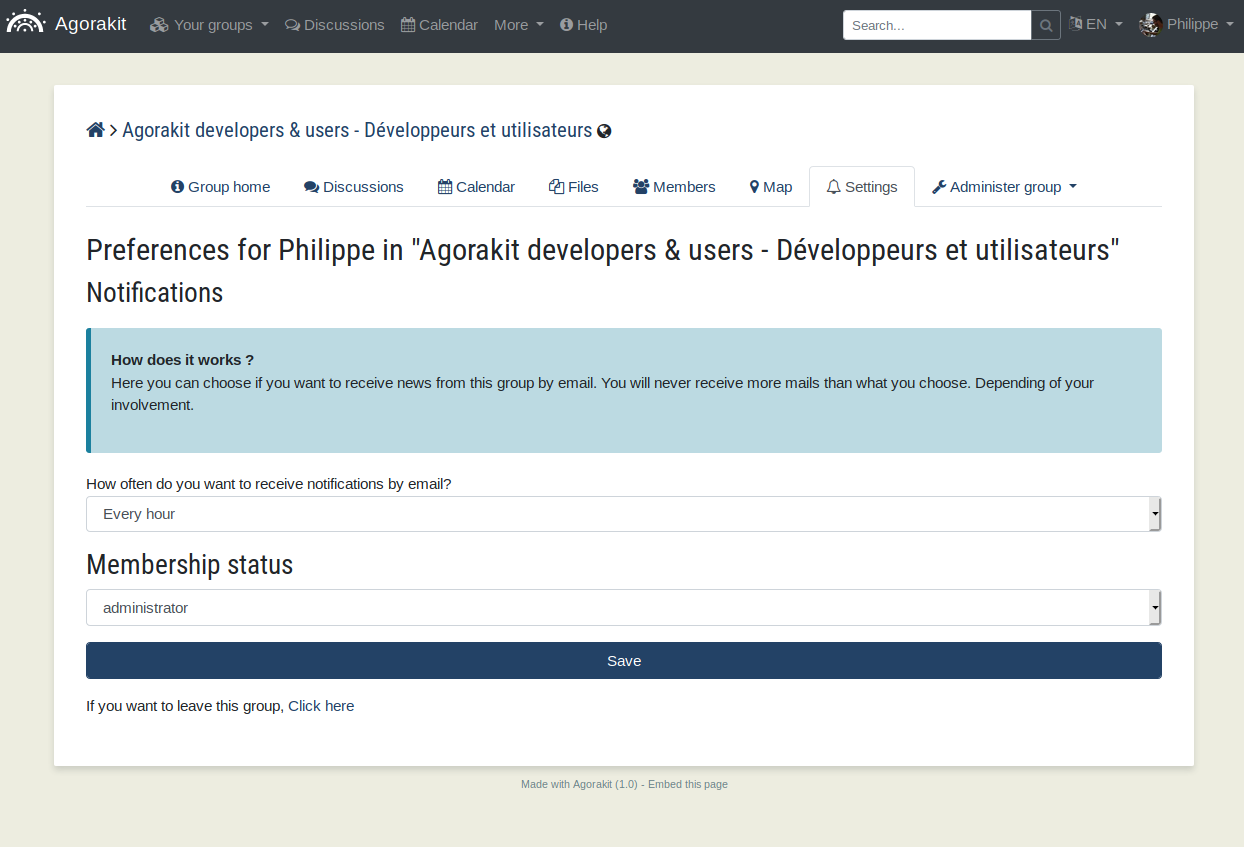 Agorakit Your groups Discussions Calendar More Help Search... EN Philippe
Agorakit developers & users - Développeurs et utilisateurs
Group home Discussions Calendar Files Members Map Settings Administer group
Preferences for Philippe in "Agorakit developers & users - Développeurs et utilisateurs"
Notifications
How does it works ?
Here you can choose if you want to receive news from this group by email. You will never receive more mails than what you choose. Depending of your
involvement.
How often do you want to receive notifications by email?
Every hour
Membership status
administrator
Save
If you want to leave this group, Click here
Made with Agorakit (1.0) - Embed this page